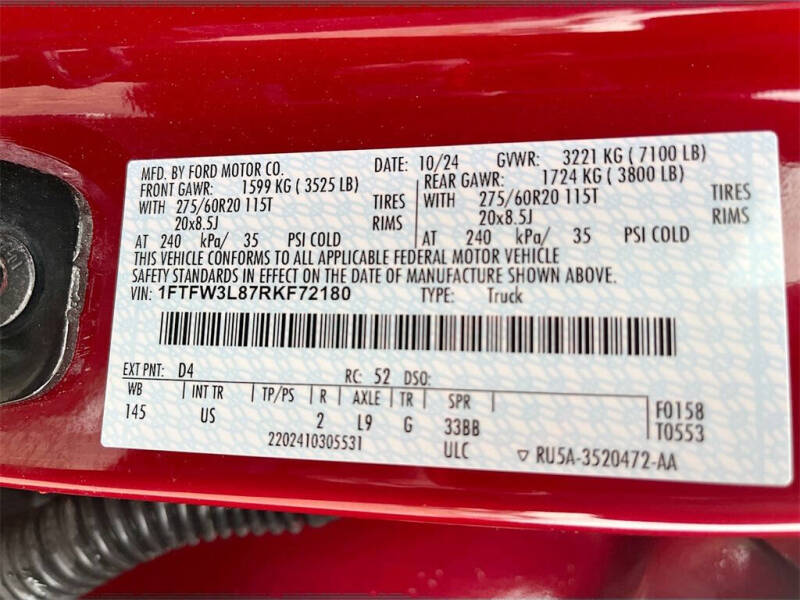 MFD. BY FORD MOTOR CO. DATE: 10/24 GVWR: 3221 KG ( 7100 LB)
FRONT GAWR: 1599 KG ( 3525 LB) REAR GAWR: 1724 KG ( 3800 LB)
WITH 275/60R20 115T TIRES WITH 275/60R20 115T TIRES
20x8.5J RIMS 20x8.5J RIMS
AT 240 kPa/ 35 PSI COLD AT 240 kPa/ 35 PSI COLD
THIS VEHICLE CONFORMS TO ALL APPLICABLE FEDERAL MOTOR VEHICLE
SAFETY STANDARDS IN EFFECT ON THE DATE OF MANUFACTURE SHOWN ABOVE.
VIN: 1FTFW3L87RKF72180 TYPE: Truck
EXT PNT: D4 RC: 52 DSO:
WB INT TR TP/PS R AXLE TR SPR
145 US 2 L9 G 33BB F0158
T0553
2202410305531 ULC ▽ RU5A-3520472-AA